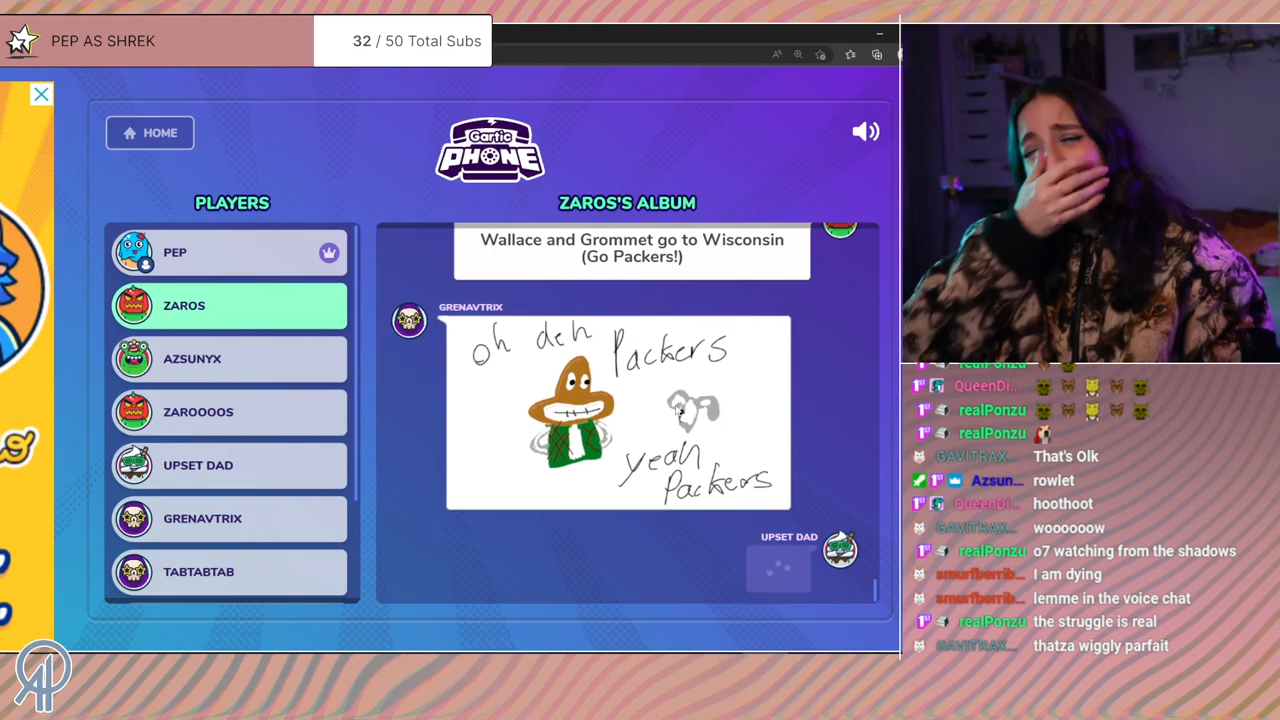 PEP AS SHREK
32 / 50 Total Subs
HOME
Gartic
PHONE
PLAYERS
PEP
ZAROS
AZSUNYX
ZAROOOOS
UPSET DAD
GRENAVTRIX
TABTABTAB
ZAROS'S ALBUM
Wallace and Grommet go to Wisconsin
(Go Packers!)
GRENAVTRIX
oh deh Packers
yeah
Packers
UPSET DAD
realPonzu
QueenDi...
realPonzu
realPonzu
GAVITRAX... That's Olk
Azsun... rowlet
QueenDi... hoothoot
GAVITRAX... woooooow
realPonzu o7 watching from the shadows
smurfberrib... I am dying
smurfberrib... lemme in the voice chat
realPonzu the struggle is real
GAVITRAX... thatza wiggly parfait